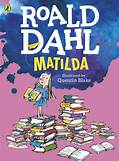 ROALD
DAHL
MATILDA
Illustrated by
Quentin Blake